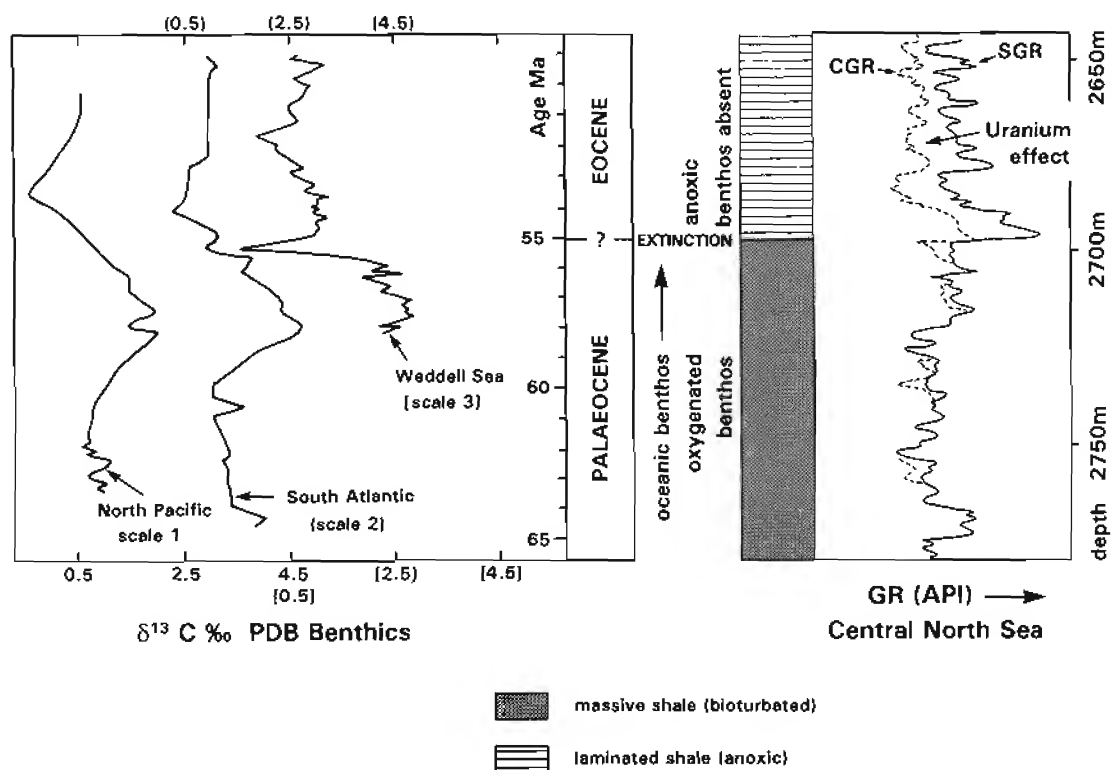 (0.5)
(2.5)
[4.5]
Age Ma
55
60
65
EOCENE
PALAEOCENE
?
EXTINCTION
North Pacific
scale 1
South Atlantic
(scale 2)
Weddell Sea
[scale 3]
0.5
2.5
4.5
(2.5)
[4.5]
[0.5]
δ¹³ C ‰ PDB Benthics
anoxic
benthos absent
oceanic benthos
oxygenated
benthos
CGR
SGR
Uranium
effect
2650m
2700m
2750m
depth
GR (API)
Central North Sea
massive shale (bioturbated)
laminated shale (anoxic)